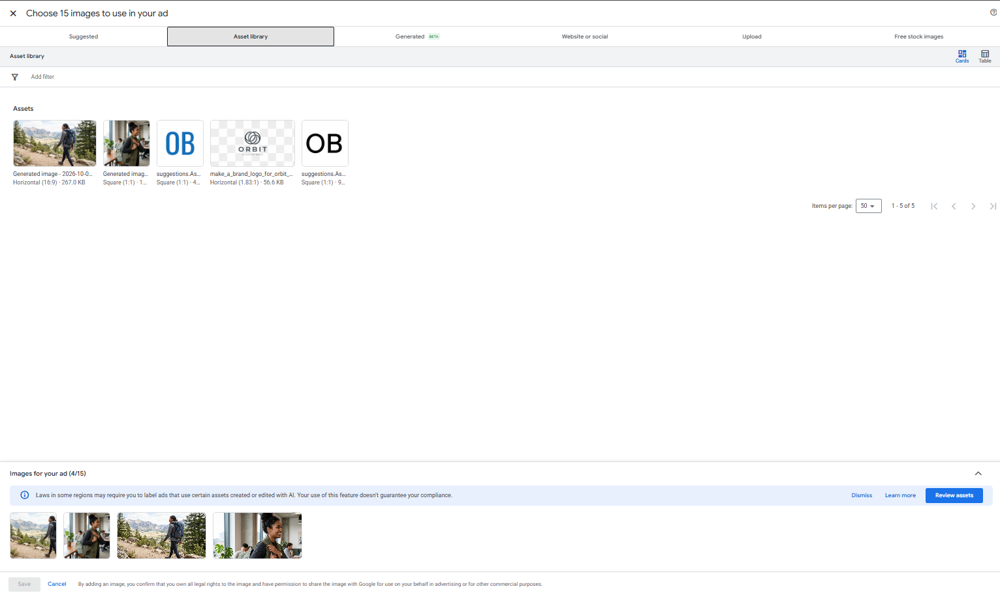 Choose 15 images to use in your ad
Suggested
Asset library
Generated BETA
Website or social
Upload
Free stock images
Asset library
Cards
Table
Add filter
Assets
OB
ORBIT
OB
Generated image - 2026-10-0...
Horizontal (16:9) · 267.0 KB
Generated imag...
Square (1:1) · 1...
suggestions.As...
Square (1:1) · 4...
make_a_brand_logo_for_orbit_...
Horizontal (1.83:1) · 56.6 KB
suggestions.As...
Square (1:1) · 9...
Items per page: 50
1 - 5 of 5
Images for your ad (4/15)
Laws in some regions may require you to label ads that use certain assets created or edited with AI. Your use of this feature doesn't guarantee your compliance.
Dismiss
Learn more
Review assets
Save
Cancel
By adding an image, you confirm that you own all legal rights to the image and have permission to share the image with Google for use on your behalf in advertising or for other commercial purposes.